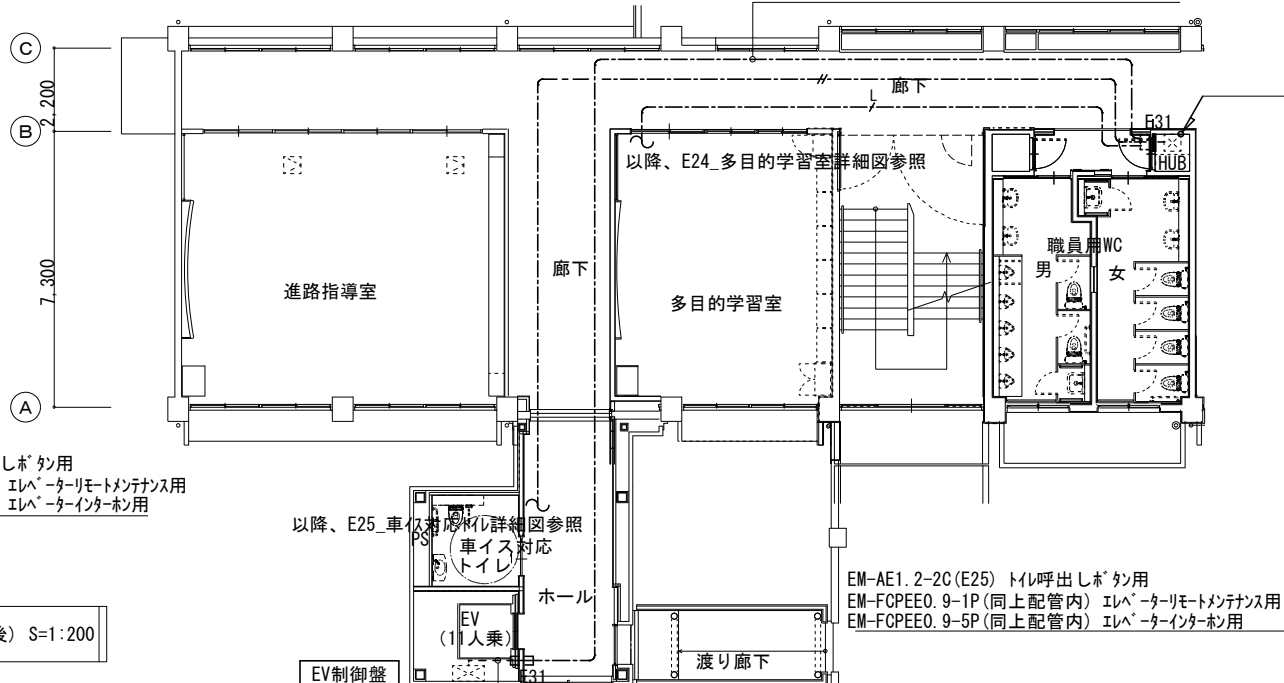 C
2,200
廊下
L
B
E31
HUB
以降、E24_多目的学習室詳細図参照
職員用WC
男
女
廊下
7,300
進路指導室
多目的学習室
A
しボタン用
エレベーターリモートメンテナンス用
エレベーターインターホン用
以降、E25_車イス対応トイレ詳細図参照
PS
車イス対応
トイレ
ホール
EM-AE1.2-2C(E25) トイレ呼出しボタン用
EM-FCPEE0.9-1P(同上配管内) エレベーターリモートメンテナンス用
EM-FCPEE0.9-5P(同上配管内) エレベーターインターホン用
EV
(11人乗)
後) S=1:200
渡り廊下
EV制御盤
E31